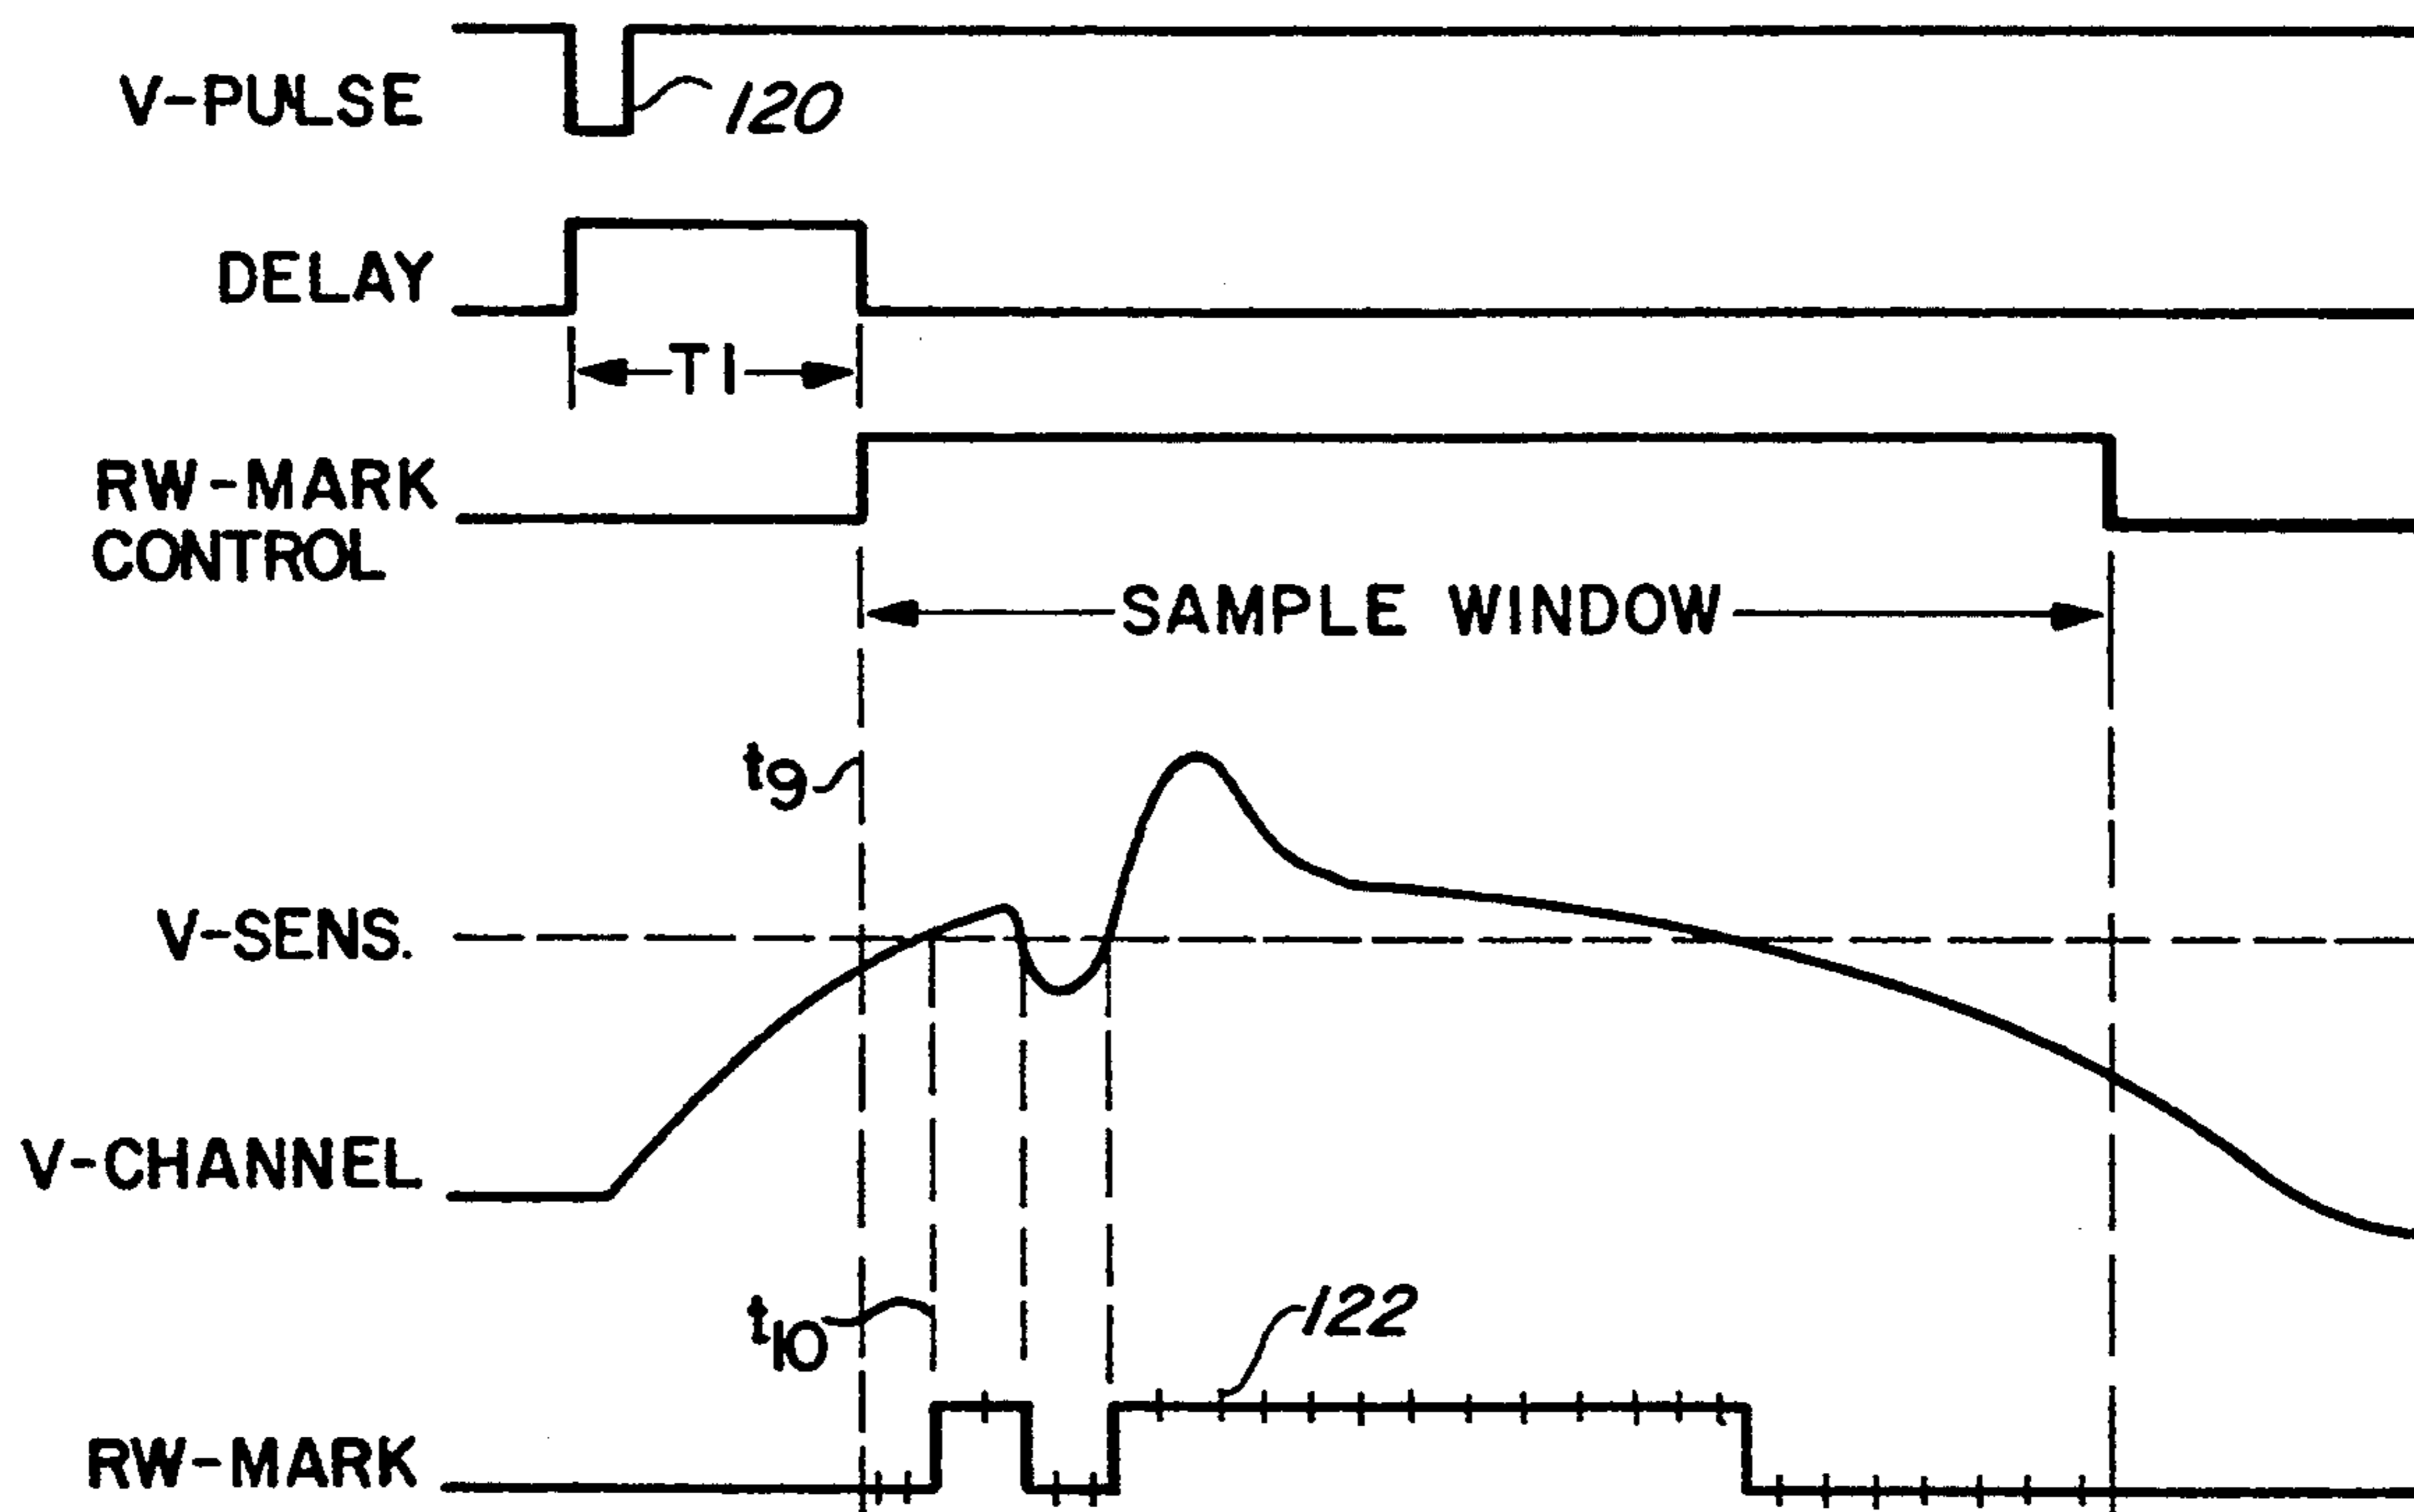 V-PULSE
120
DELAY
T1
RW-MARK
CONTROL
SAMPLE WINDOW
t9
V-SENS.
V-CHANNEL
t10
122
RW-MARK